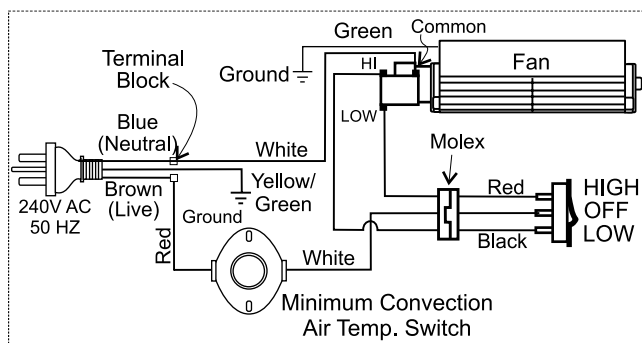 Green
Common
HI
Fan
Terminal
Block
Ground
LOW
Blue
(Neutral)
White
Molex
Yellow/
Green
Brown
(Live)
240V AC
50 HZ
Ground
Red
White
Red
Black
HIGH
OFF
LOW
Minimum Convection
Air Temp. Switch